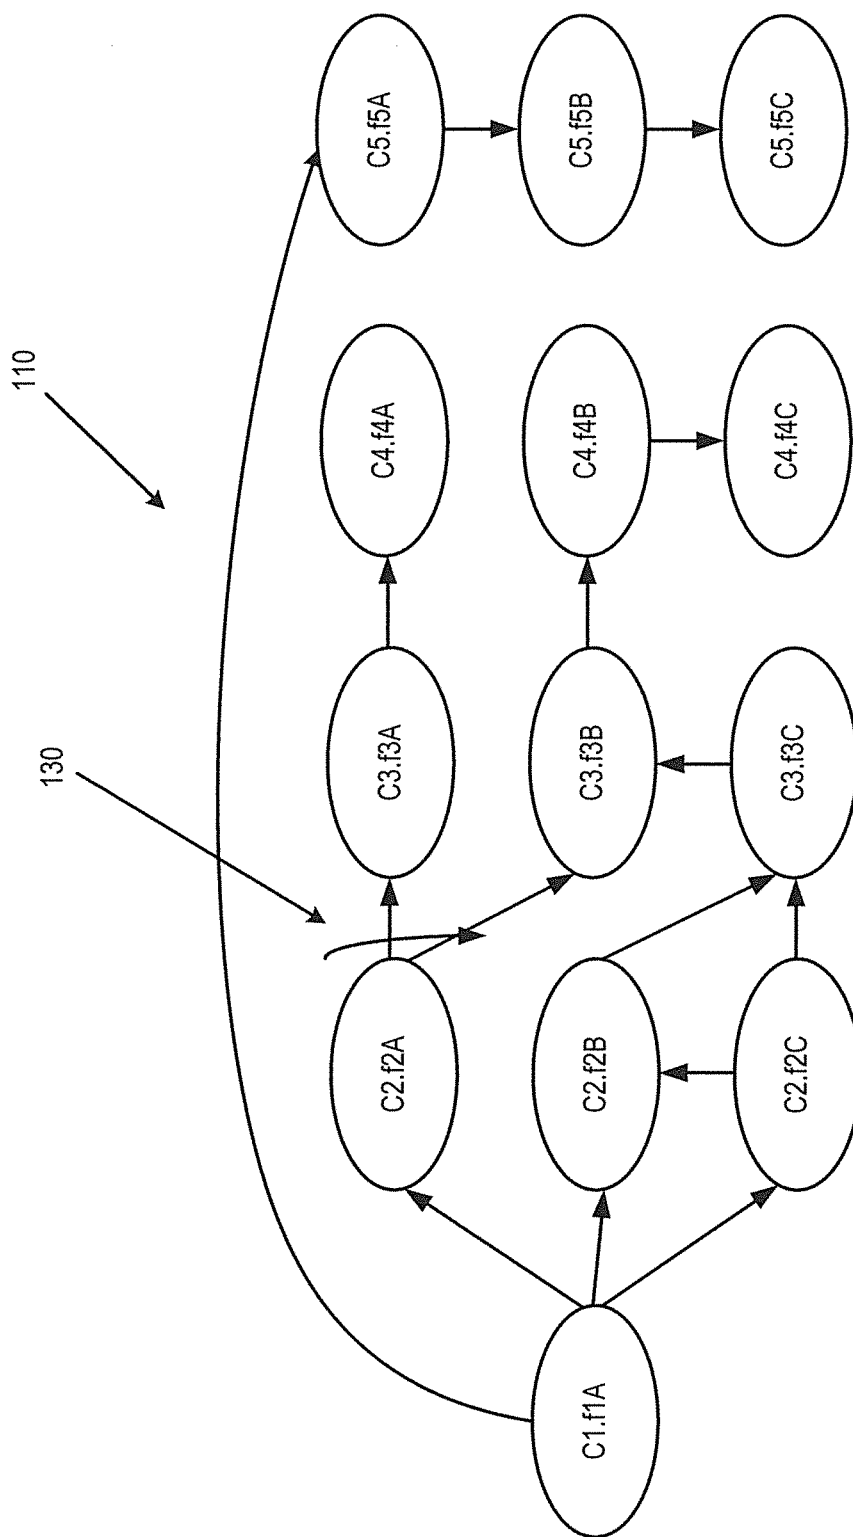 110
130
C5.f5A
C5.f5B
C5.f5C
C4.f4A
C4.f4B
C4.f4C
C3.f3A
C3.f3B
C3.f3C
C2.f2A
C2.f2B
C2.f2C
C1.f1A